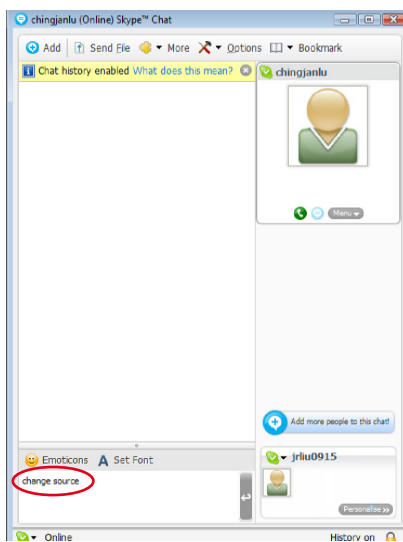 chingjanlu (Online) Skype™ Chat
Add Send File More Options Bookmark
Chat history enabled What does this mean?
chingjanlu
Menu
Add more people to this chat!
Emoticons A Set Font
jrliu0915
change source
Personalise >>
Online History on